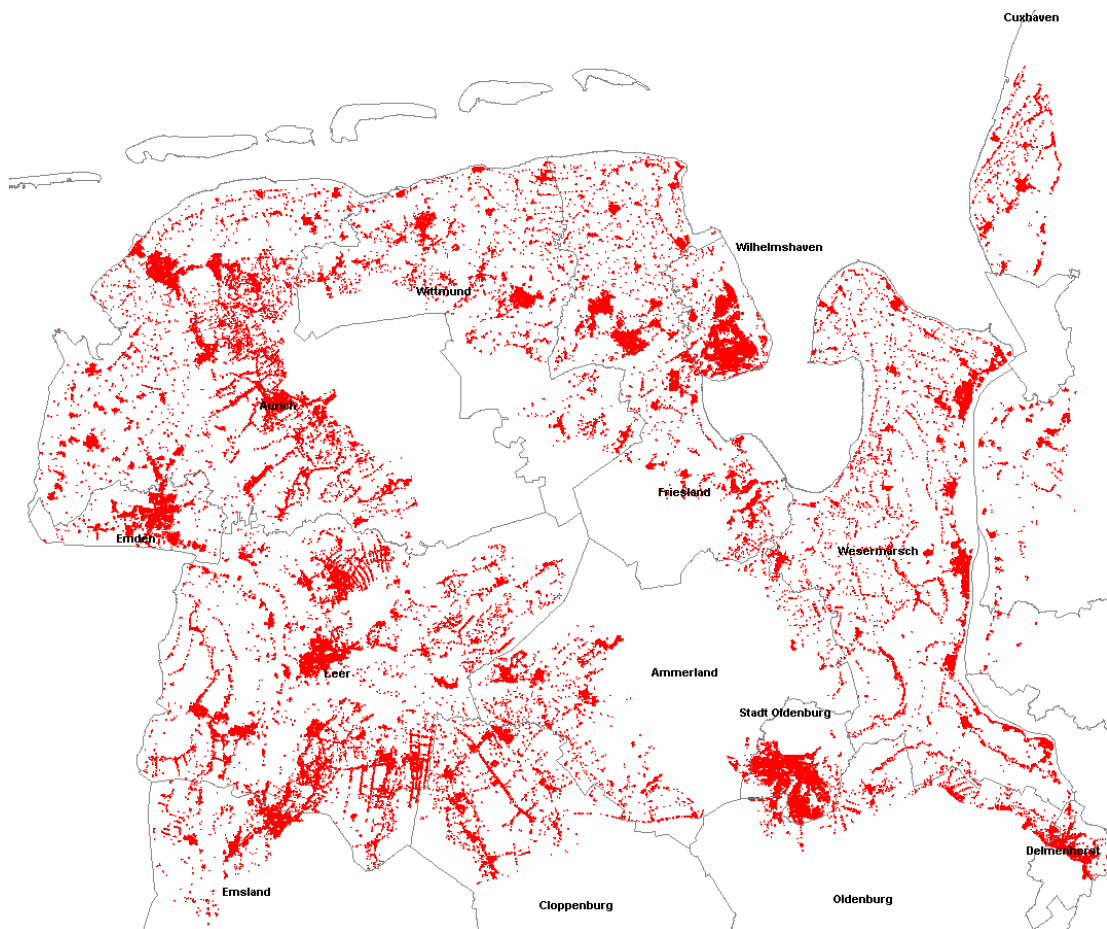 Cuxhaven
Wilhelmshaven
Wittmund
Aurich
Friesland
Emden
Wesermarsch
Leer
Ammerland
Stadt Oldenburg
Delmenhorst
Emsland
Oldenburg
Cloppenburg